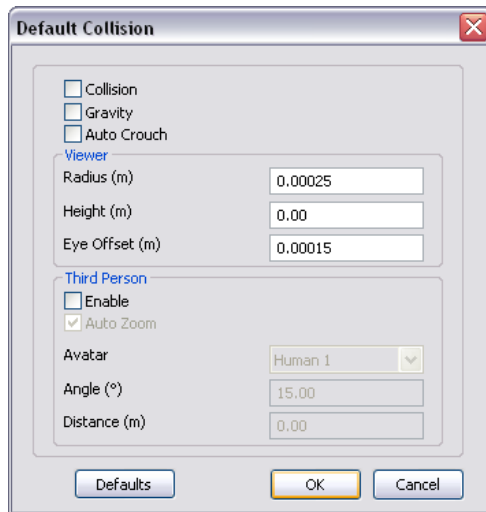 Default Collision
Collision
Gravity
Auto Crouch
Viewer
Radius (m) 0.00025
Height (m) 0.00
Eye Offset (m) 0.00015
Third Person
Enable
Auto Zoom
Avatar Human 1
Angle (°) 15.00
Distance (m) 0.00
Defaults OK Cancel